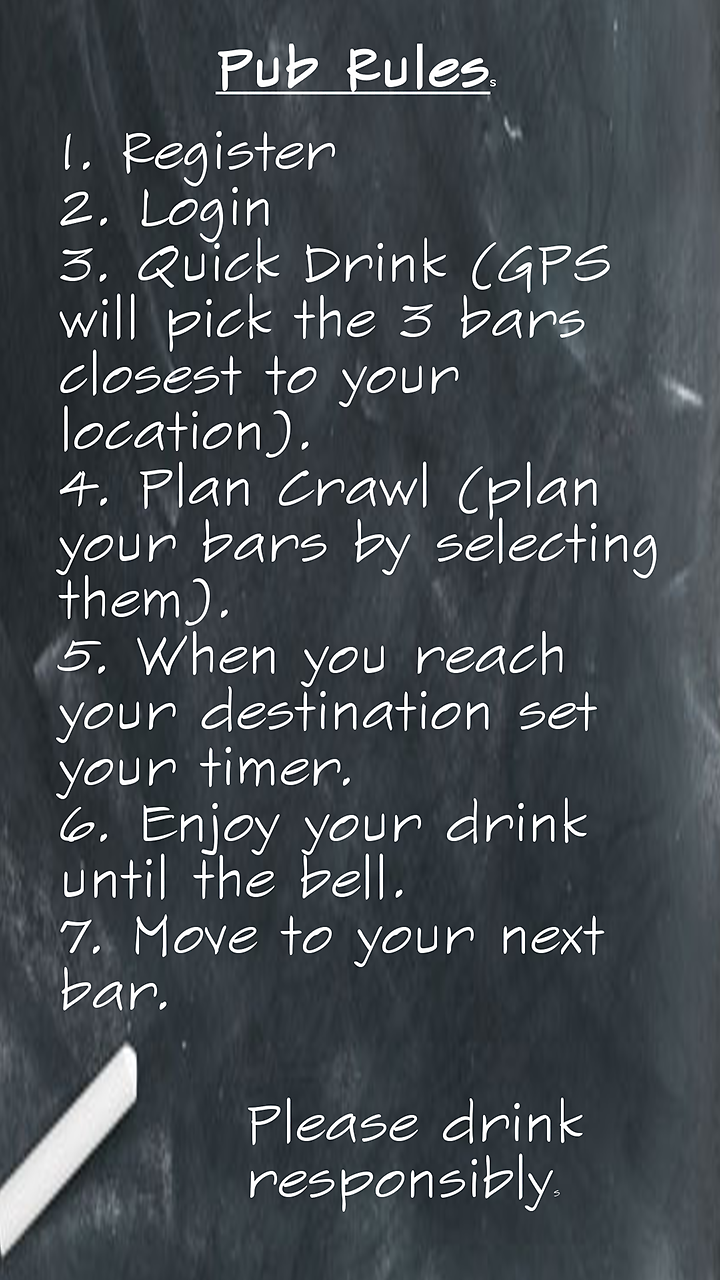 Pub Rules s
1. Register
2. Login
3. Quick Drink (GPS
will pick the 3 bars
closest to your
location).
4. Plan Crawl (plan
your bars by selecting
them).
5. When you reach
your destination set
your timer.
6. Enjoy your drink
until the bell.
7. Move to your next
bar.
Please drink
responsibly. s